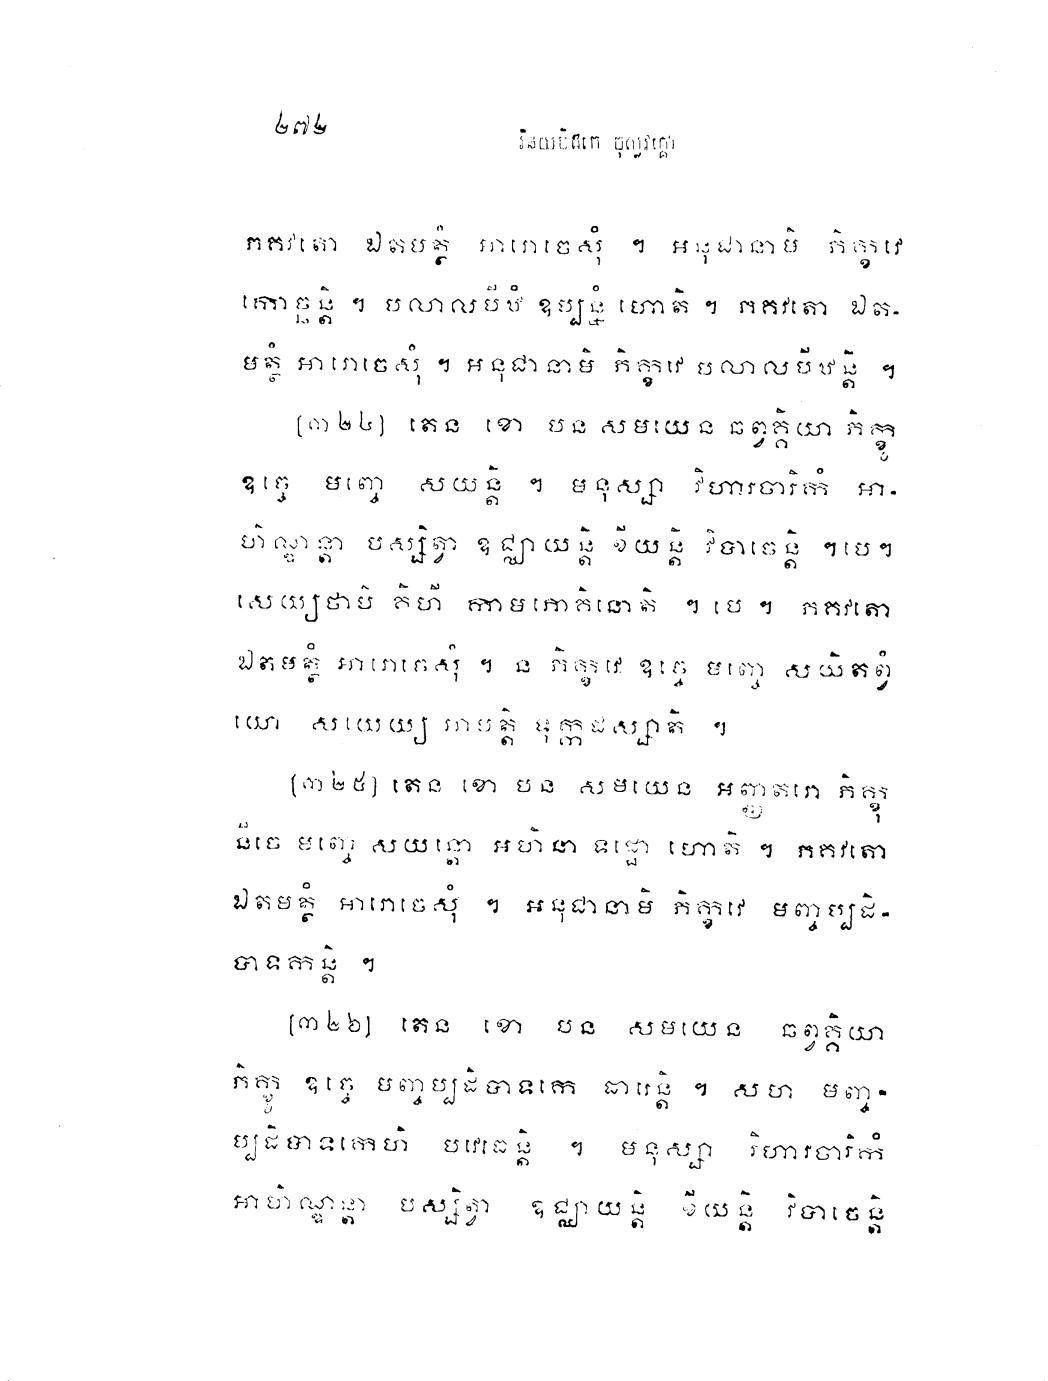 ២៧២
វិនយបិដកេ ចុល្លវគ្គោ
ភគវតោ ឯតមត្ថំ អារោចេសុំ ។ អនុជានាមិ ភិក្ខវេ
កោច្ឆន្តិ ។ បលាលបីឋំ ឧប្បន្នំ ហោតិ ។ ភគវតោ ឯត-
មត្ថំ អារោចេសុំ ។ អនុជានាមិ ភិក្ខវេ បលាលបីឋន្តិ ។
(៣២៤) តេន ខោ បន សមយេន ឆព្វគ្គិយា ភិក្ខូ
ឧច្ចេ មញ្ចេ សយន្តិ ។ មនុស្សា វិហារចារិកំ អា-
ហិណ្ឌន្តា បស្សិត្វា ឧជ្ឈាយន្តិ ខីយន្តិ វិបាចេន្តិ ។បេ។
សេយ្យថាបិ គិហី កាមភោគិនោតិ ។ បេ ។ ភគវតោ
ឯតមត្ថំ អារោចេសុំ ។ ន ភិក្ខវេ ឧច្ចេ មញ្ចេ សយិតព្វំ
យោ សយេយ្យ អាបត្តិ ទុក្កដស្សាតិ ។
(៣២៥) តេន ខោ បន សមយេន អញ្ញតរោ ភិក្ខុ
នីចេ មញ្ចេ សយន្តោ អហិនា ទដ្ឋោ ហោតិ ។ ភគវតោ
ឯតមត្ថំ អារោចេសុំ ។ អនុជានាមិ ភិក្ខវេ មញ្ចប្បដិ-
បាទកន្តិ ។
(៣២៦) តេន ខោ បន សមយេន ឆព្វគ្គិយា
ភិក្ខូ ឧច្ចេ មញ្ចប្បដិបាទកេ ធារេន្តិ ។ សហ មញ្ច-
ប្បដិបាទកេហិ បវេធេន្តិ ។ មនុស្សា វិហារចារិកំ
អាហិណ្ឌន្តា បស្សិត្វា ឧជ្ឈាយន្តិ ខីយន្តិ វិបាចេន្តិ